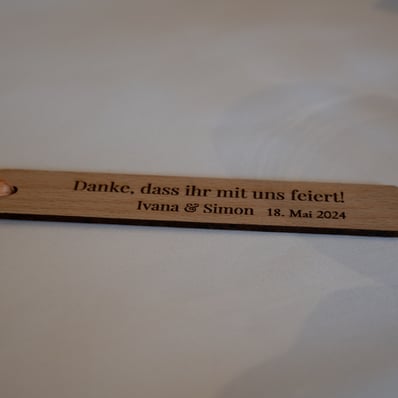 Danke, dass ihr mit uns feiert!
Ivana & Simon 18. Mai 2024